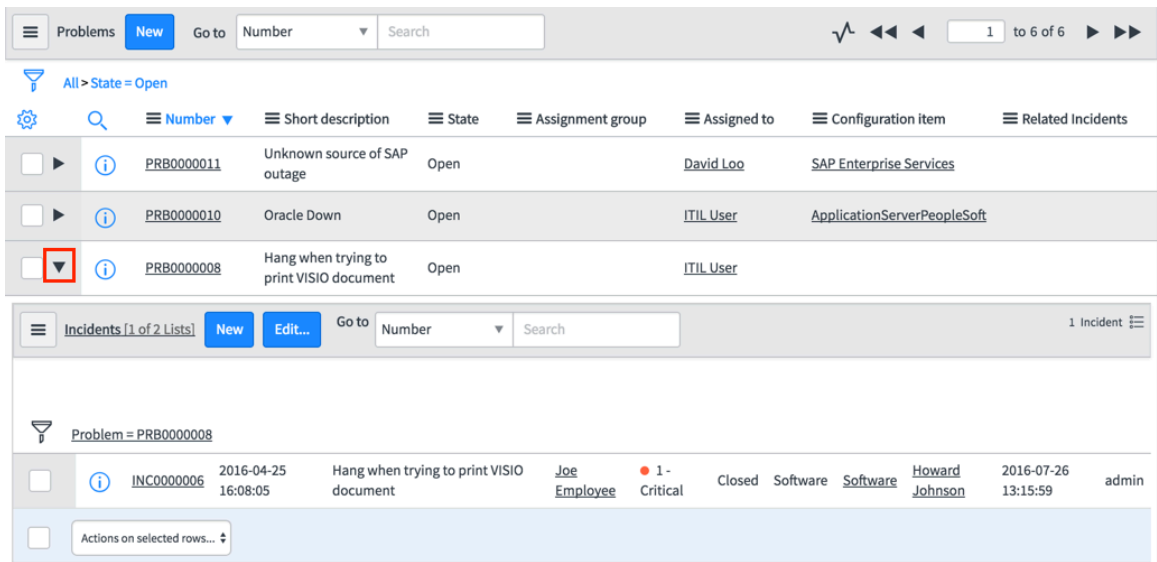 Problems New Go to Number Search 1 to 6 of 6
All > State = Open
Number Short description State Assignment group Assigned to Configuration item Related Incidents
PRB0000011 Unknown source of SAP outage Open David Loo SAP Enterprise Services
PRB0000010 Oracle Down Open ITIL User ApplicationServerPeopleSoft
PRB0000008 Hang when trying to print VISIO document Open ITIL User
Incidents [1 of 2 Lists] New Edit... Go to Number Search 1 Incident
Problem = PRB0000008
INC0000006 2016-04-25 16:08:05 Hang when trying to print VISIO document Joe Employee 1 - Critical Closed Software Software Howard Johnson 2016-07-26 13:15:59 admin
Actions on selected rows...